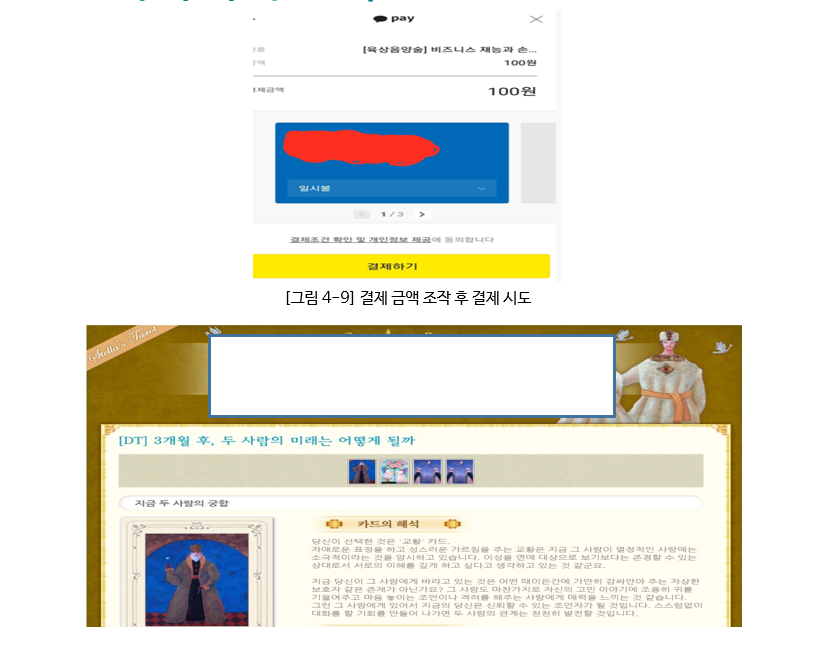 pay
[육상음양술] 비즈니스 재능과 손...
100원
결제금액
100원
일시불
1 / 3
결제조건 확인 및 개인정보 제공에 동의합니다
결제하기
[그림 4-9] 결제 금액 조작 후 결제 시도
Stella's Tarot
[DT] 3개월 후, 두 사람의 미래는 어떻게 될까
지금 두 사람의 궁합
카드의 해석
당신이 선택한 것은 '교황' 카드.
자애로운 표정을 하고 성스러운 가르침을 주는 교황은 지금 그 사람이 열정적인 사랑에는
소극적이라는 것을 암시하고 있습니다. 이성을 연애 대상으로 보기보다는 존경할 수 있는
상대로서 서로의 이해를 깊게 하고 싶다고 생각하고 있는 것 같군요.
지금 당신이 그 사람에게 바라고 있는 것은 어떤 때이든간에 가만히 감싸안아 주는 자상한
보호자 같은 존재가 아닌가요? 그 사람도 마찬가지로 자신의 고민 이야기에 조용히 귀를
기울여주고 마음 놓이는 조언이나 격려를 해주는 사람에게 매력을 느끼는 것 같습니다.
그런 그 사람에게 있어서 지금의 당신은 신뢰할 수 있는 조언자가 될 것입니다. 스스럼없이
대화를 할 기회를 만들어 나가면 두 사람의 관계는 천천히 발전할 것입니다.